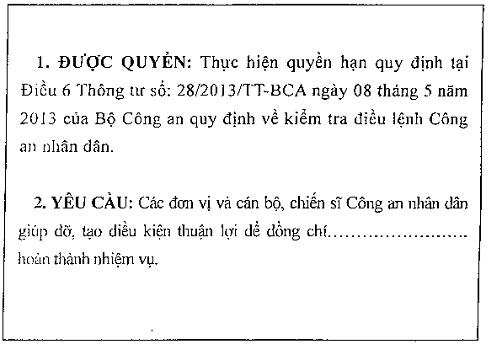 1. ĐƯỢC QUYỀN: Thực hiện quyền hạn quy định tại
Điều 6 Thông tư số: 28/2013/TT-BCA ngày 08 tháng 5 năm
2013 của Bộ Công an quy định về kiểm tra điều lệnh Công
an nhân dân.
2. YÊU CẦU: Các đơn vị và cán bộ, chiến sĩ Công an nhân dân
giúp đỡ, tạo điều kiện thuận lợi để đồng chí...........................
hoàn thành nhiệm vụ.